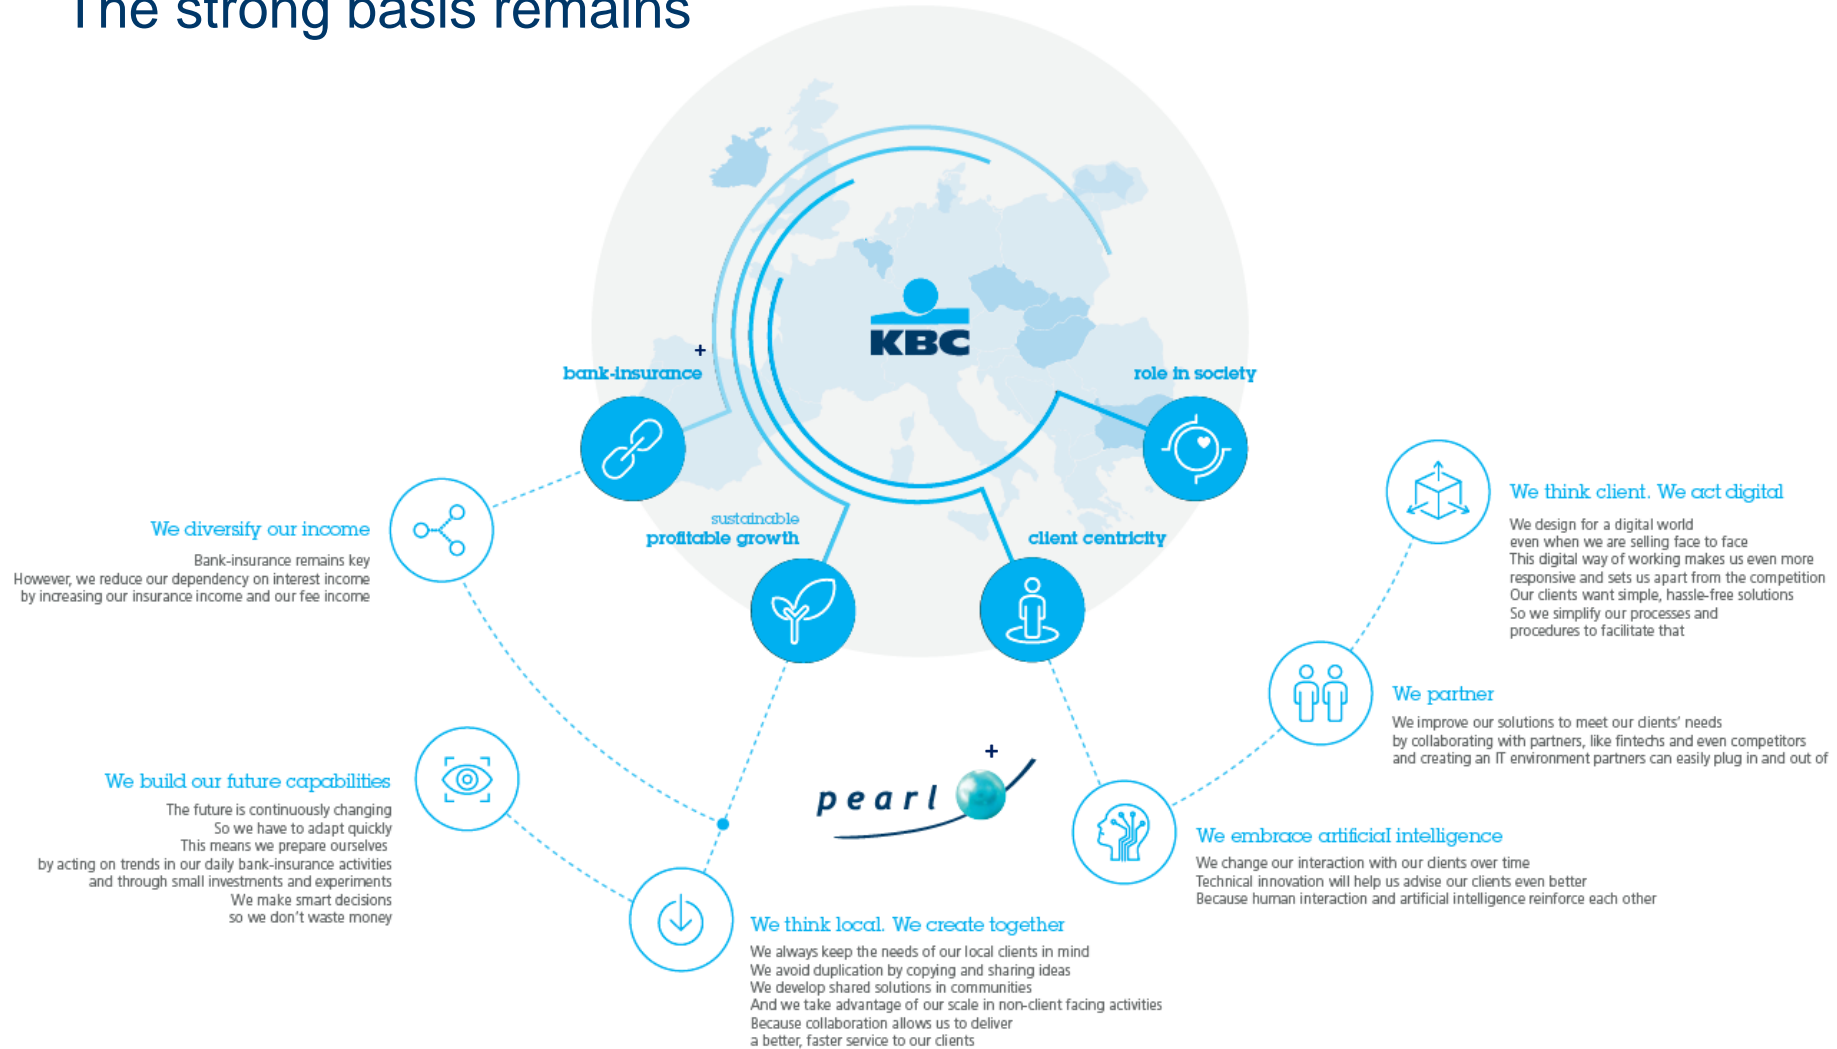 The strong basis remains
KBC
+
bank-insurance
role in society
sustainable
profitable growth
client centricity
We diversify our income
Bank-insurance remains key
However, we reduce our dependency on interest income
by increasing our insurance income and our fee income
We think client. We act digital
We design for a digital world
even when we are selling face to face
This digital way of working makes us even more
responsive and sets us apart from the competition
Our clients want simple, hassle-free solutions
So we simplify our processes and
procedures to facilitate that
We partner
We improve our solutions to meet our clients' needs
by collaborating with partners, like fintechs and even competitors
and creating an IT environment partners can easily plug in and out of
We build our future capabilities
The future is continuously changing
So we have to adapt quickly
This means we prepare ourselves
by acting on trends in our daily bank-insurance activities
and through small investments and experiments
We make smart decisions
so we don't waste money
+
pearl
We embrace artificial intelligence
We change our interaction with our clients over time
Technical innovation will help us advise our clients even better
Because human interaction and artificial intelligence reinforce each other
We think local. We create together
We always keep the needs of our local clients in mind
We avoid duplication by copying and sharing ideas
We develop shared solutions in communities
And we take advantage of our scale in non-client facing activities
Because collaboration allows us to deliver
a better, faster service to our clients